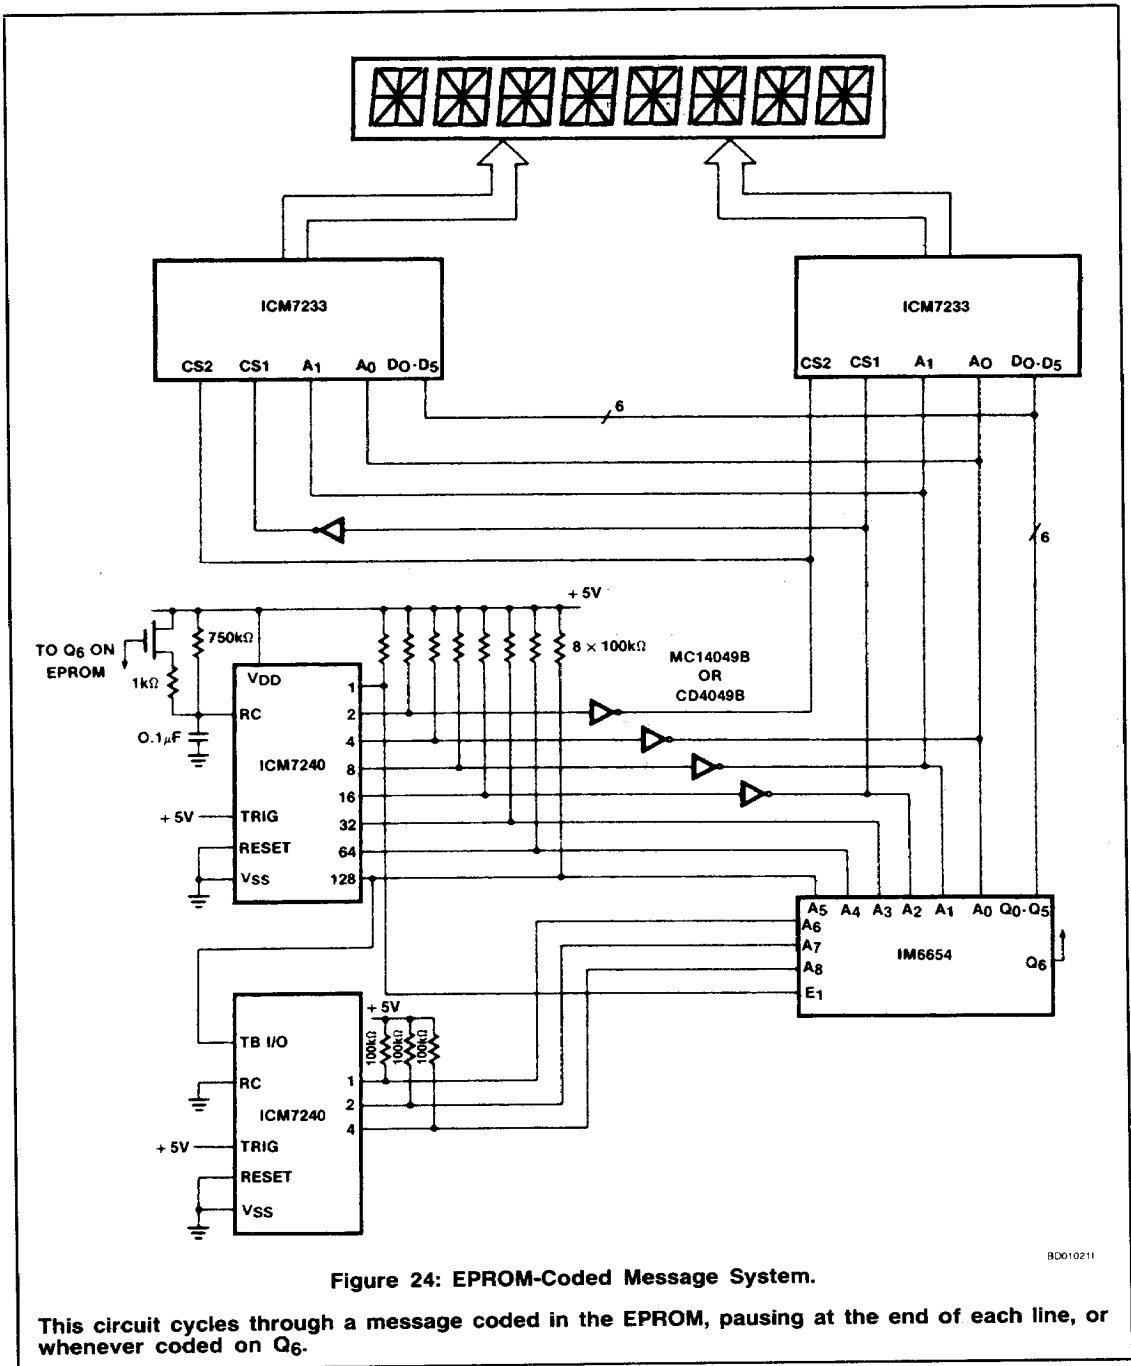 ICM7233
CS2 CS1 A1 A0 DO-D5
ICM7233
CS2 CS1 A1 AO DO-D5
6
6
+ 5V
TO Q6 ON
EPROM
750kΩ
1kΩ
0.1μF
8 × 100kΩ
MC14049B
OR
CD4049B
VDD
RC
ICM7240
+ 5V
TRIG
RESET
VSS
1
2
4
8
16
32
64
128
A5 A4 A3 A2 A1 A0 Q0-Q5
A6
A7
A8
E1
IM6654
Q6
+ 5V
100kΩ
100kΩ
100kΩ
TB I/O
RC
ICM7240
+ 5V
TRIG
RESET
VSS
1
2
4
BD01021I
Figure 24: EPROM-Coded Message System.
This circuit cycles through a message coded in the EPROM, pausing at the end of each line, or
whenever coded on Q6.